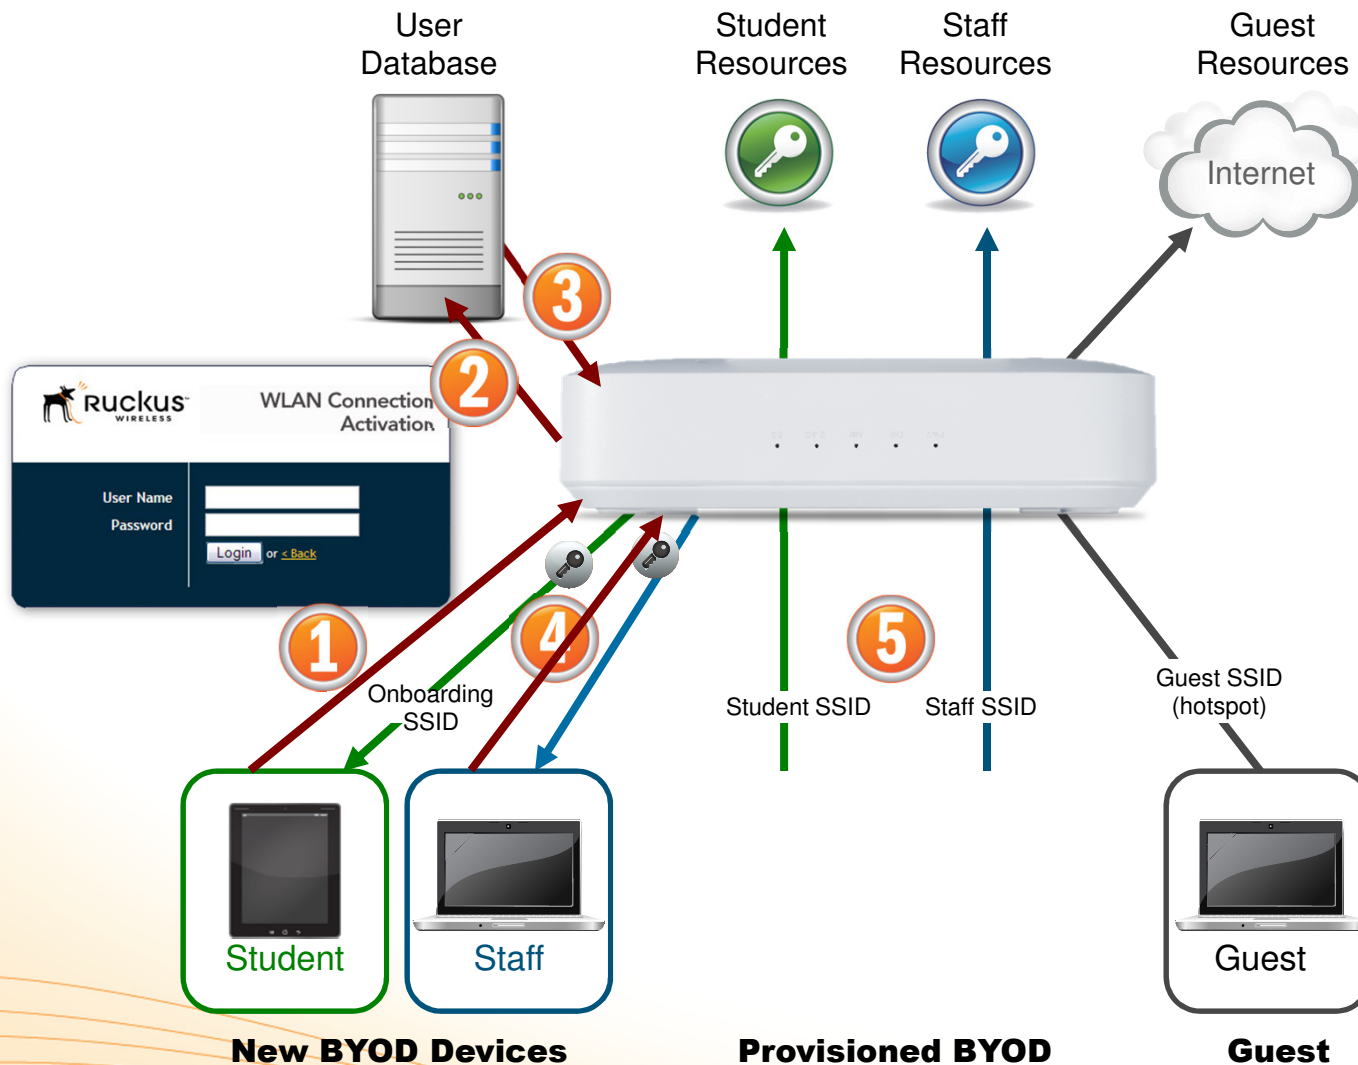 User
Database
Student
Resources
Staff
Resources
Guest
Resources
Internet
3
2
Ruckus
WIRELESS
WLAN Connection
Activation
User Name
Password
Login or < Back
1
4
5
Onboarding
SSID
Student SSID
Staff SSID
Guest SSID
(hotspot)
Student
Staff
Guest
New BYOD Devices
Provisioned BYOD
Guest